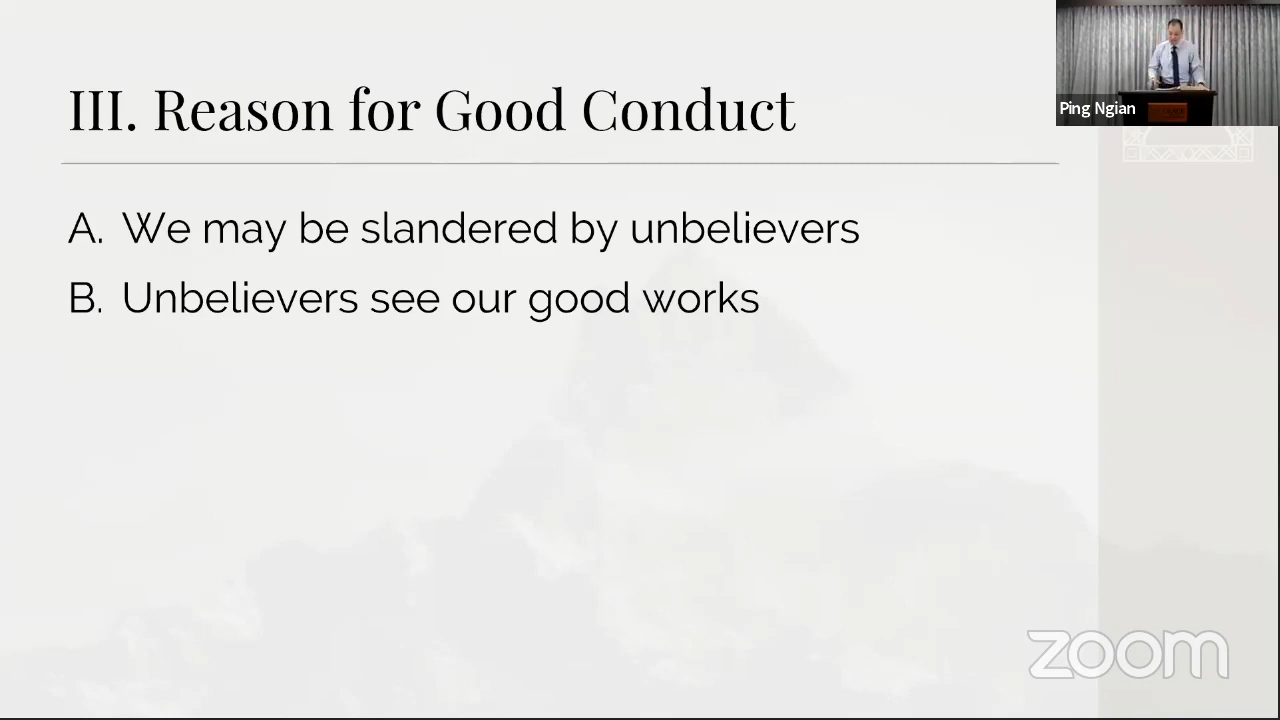 III. Reason for Good Conduct
Ping Ngian
A. We may be slandered by unbelievers
B. Unbelievers see our good works
zoom